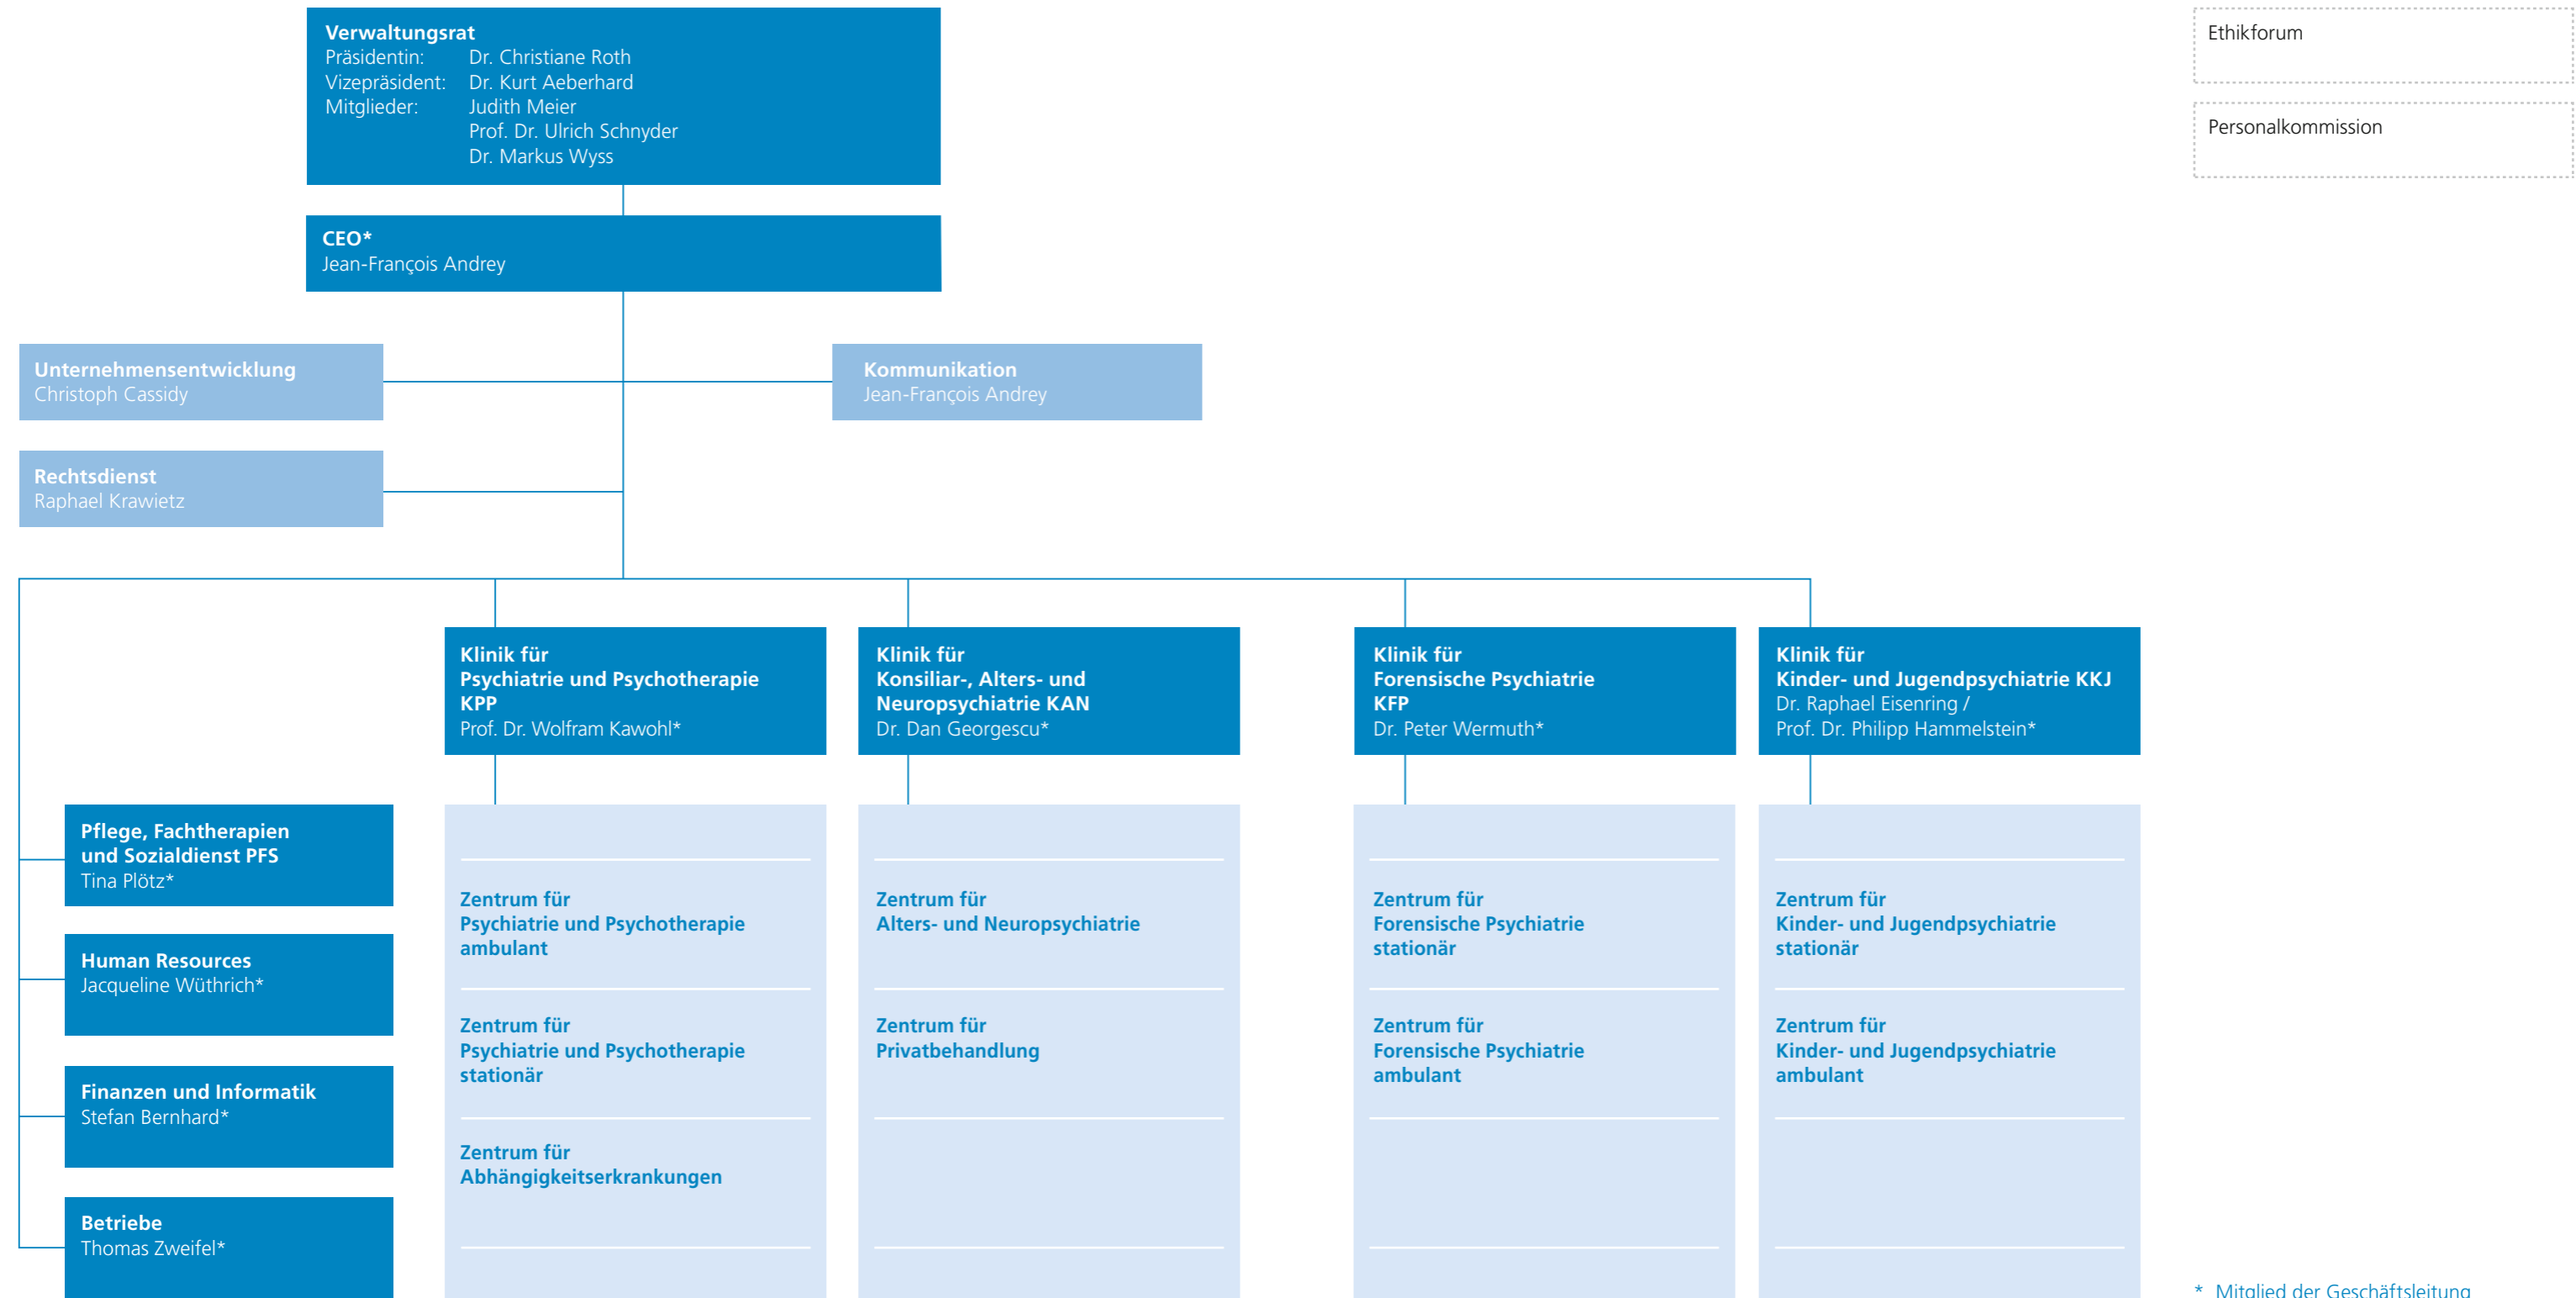 Verwaltungsrat
Präsidentin: Dr. Christiane Roth
Vizepräsident: Dr. Kurt Aeberhard
Mitglieder: Judith Meier
Prof. Dr. Ulrich Schnyder
Dr. Markus Wyss
Ethikforum
Personalkommission
CEO*
Jean-François Andrey
Unternehmensentwicklung
Christoph Cassidy
Kommunikation
Jean-François Andrey
Rechtsdienst
Raphael Krawietz
Klinik für
Psychiatrie und Psychotherapie
KPP
Prof. Dr. Wolfram Kawohl*
Klinik für
Konsiliar-, Alters- und
Neuropsychiatrie KAN
Dr. Dan Georgescu*
Klinik für
Forensische Psychiatrie
KFP
Dr. Peter Wermuth*
Klinik für
Kinder- und Jugendpsychiatrie KKJ
Dr. Raphael Eisenring /
Prof. Dr. Philipp Hammelstein*
Pflege, Fachtherapien
und Sozialdienst PFS
Tina Plötz*
Human Resources
Jacqueline Wüthrich*
Finanzen und Informatik
Stefan Bernhard*
Betriebe
Thomas Zweifel*
Zentrum für
Psychiatrie und Psychotherapie
ambulant
Zentrum für
Psychiatrie und Psychotherapie
stationär
Zentrum für
Abhängigkeitserkrankungen
Zentrum für
Alters- und Neuropsychiatrie
Zentrum für
Privatbehandlung
Zentrum für
Forensische Psychiatrie
stationär
Zentrum für
Forensische Psychiatrie
ambulant
Zentrum für
Kinder- und Jugendpsychiatrie
stationär
Zentrum für
Kinder- und Jugendpsychiatrie
ambulant
* Mitglied der Geschäftsleitung